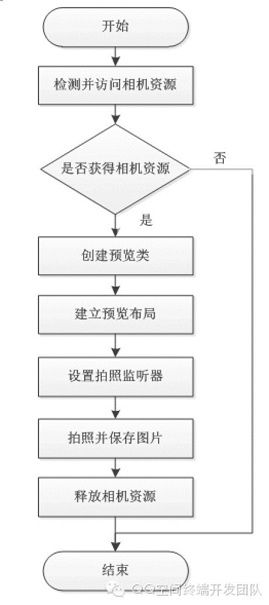 开始
检测并访问相机资源
是否获得相机资源
否
是
创建预览类
建立预览布局
设置拍照监听器
拍照并保存图片
释放相机资源
结束
QQ空间终端开发团队